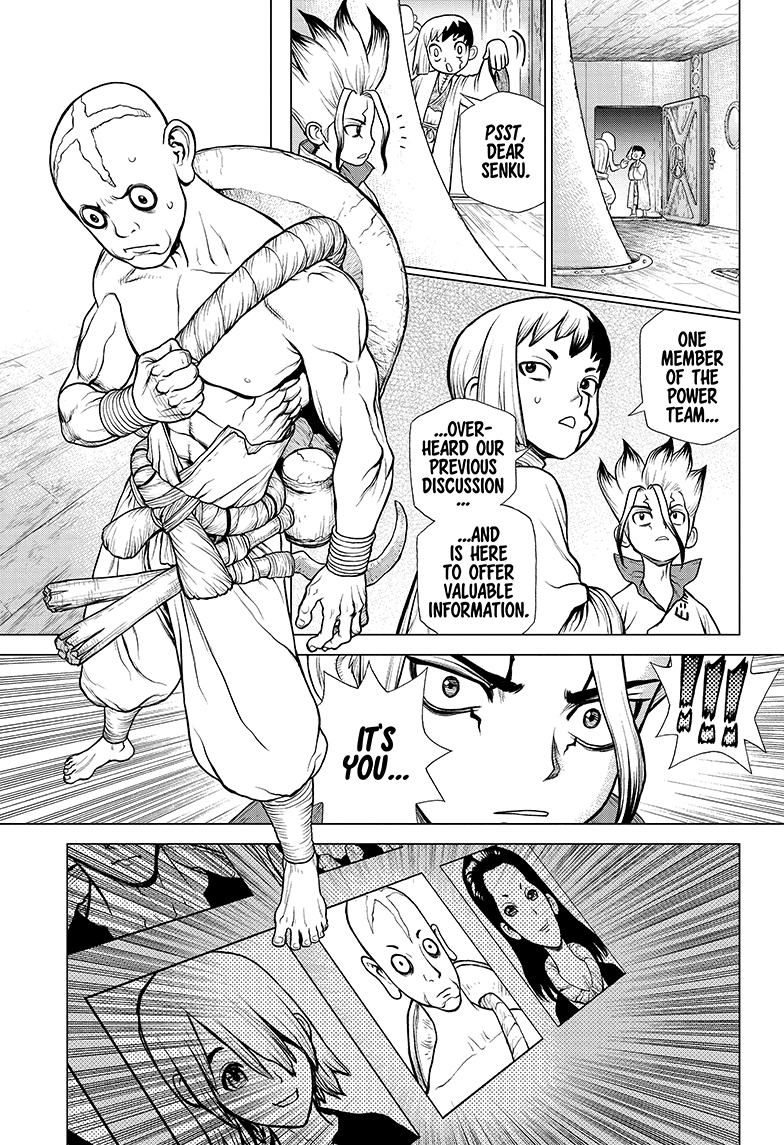 PSST,
DEAR
SENKU.
ONE
MEMBER
OF THE
POWER
TEAM...
...OVER-
HEARD OUR
PREVIOUS
DISCUSSION
...
...AND
IS HERE
TO OFFER
VALUABLE
INFORMATION.
!!!
IT'S
YOU...